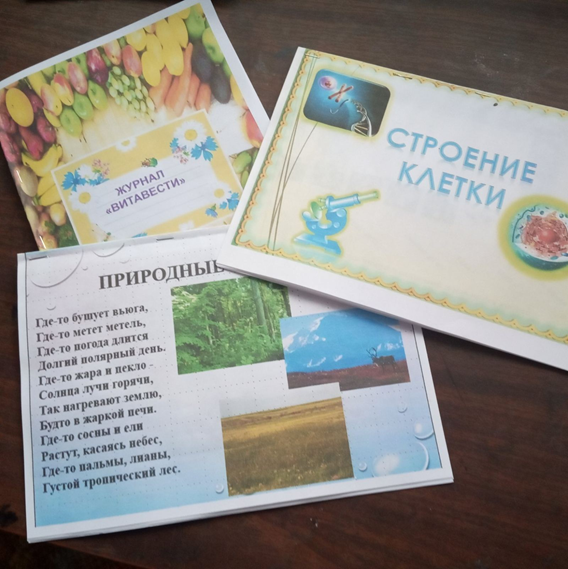 ЖУРНАЛ
«ВИТАВЕСТИ»
СТРОЕНИЕ
КЛЕТКИ
ПРИРОДНЫЕ
Где-то бушует вьюга,
Где-то метет метель,
Где-то погода длится
Долгий полярный день.
Где-то жара и пекло -
Солнца лучи горячи,
Так нагревают землю,
Будто в жаркой печи.
Где-то сосны и ели
Растут, касаясь небес,
Где-то пальмы, лианы,
Густой тропический лес.